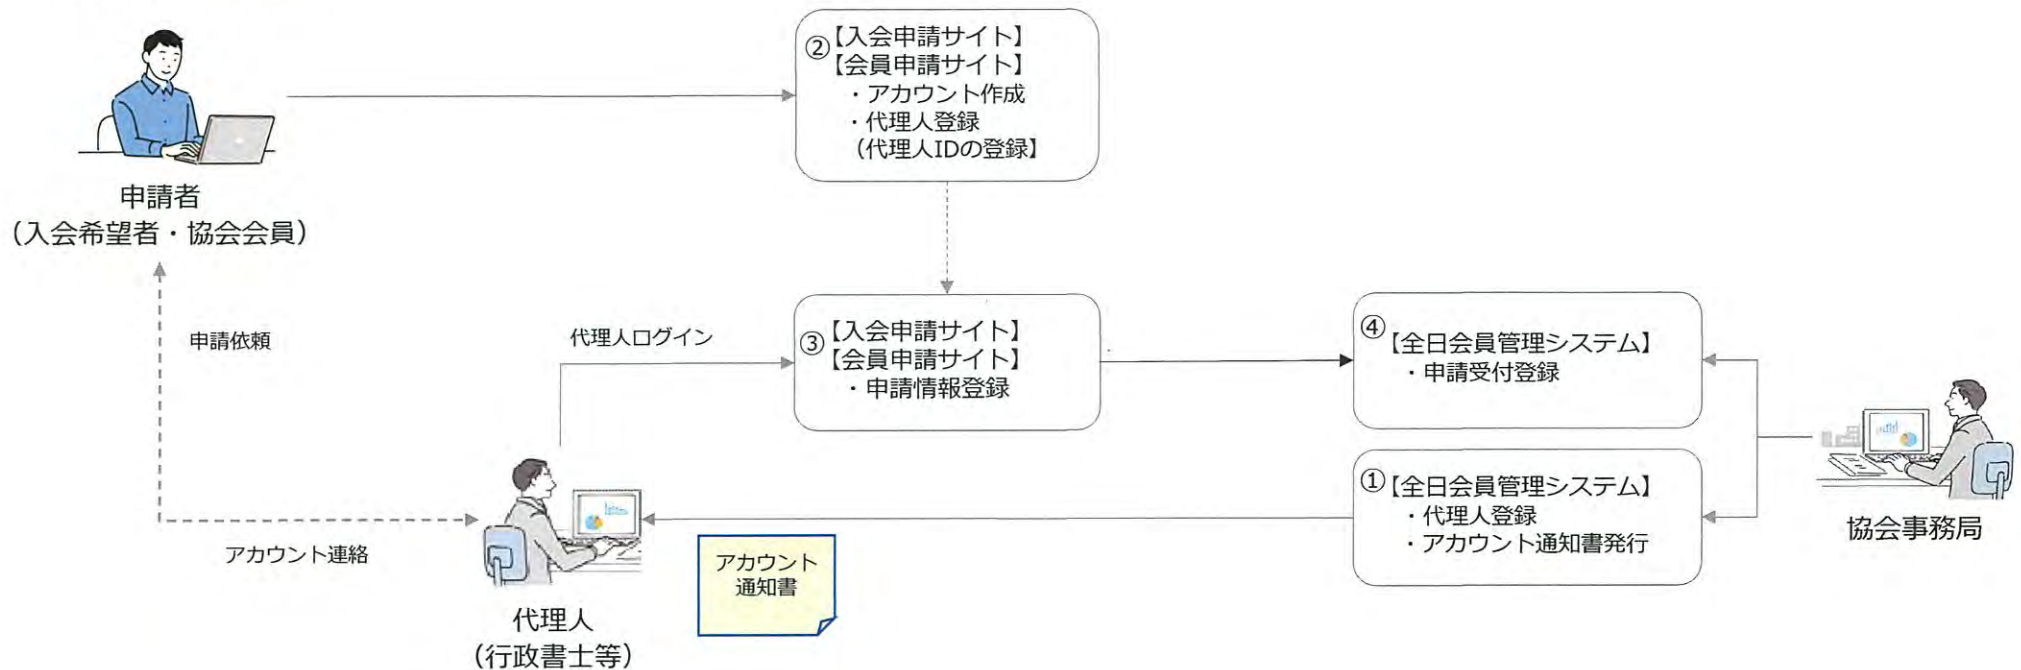 ②【入会申請サイト】
【会員申請サイト】
・アカウント作成
・代理人登録
（代理人IDの登録】
申請者
（入会希望者・協会会員）
申請依頼
代理人ログイン
③【入会申請サイト】
【会員申請サイト】
・申請情報登録
④【全日会員管理システム】
・申請受付登録
①【全日会員管理システム】
・代理人登録
・アカウント通知書発行
協会事務局
アカウント連絡
アカウント
通知書
代理人
（行政書士等）